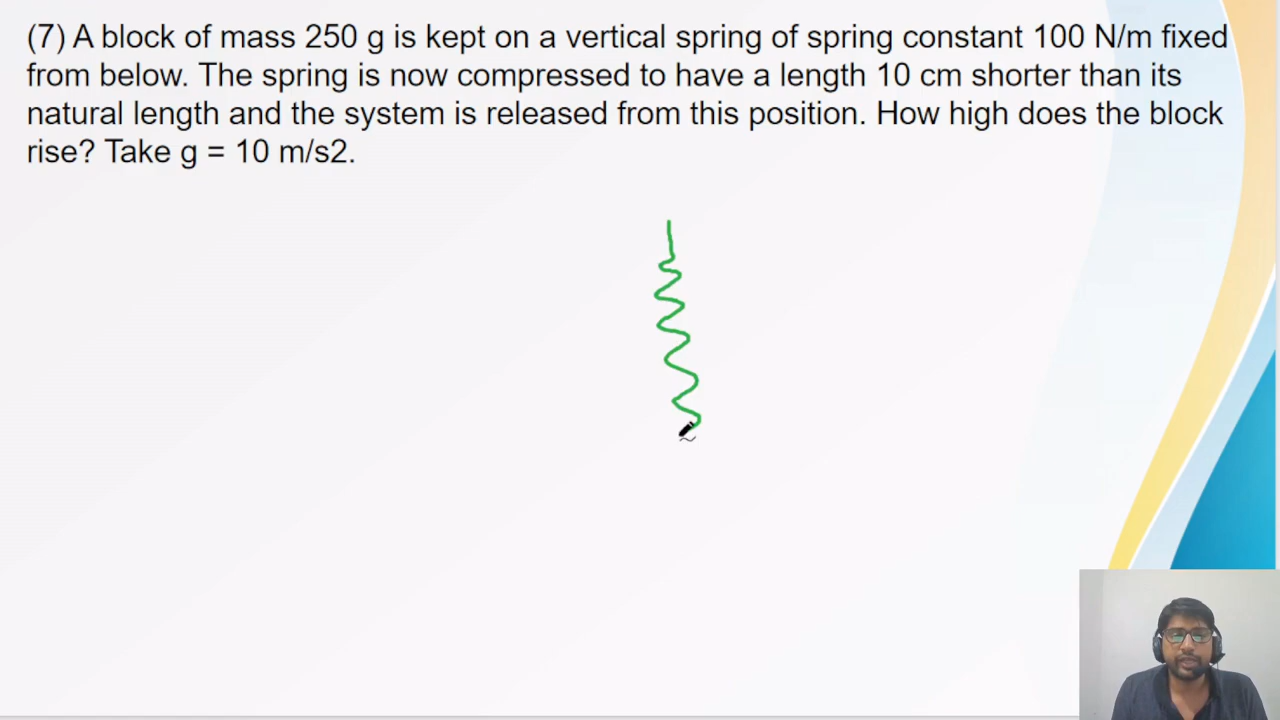 (7) A block of mass 250 g is kept on a vertical spring of spring constant 100 N/m fixed
from below. The spring is now compressed to have a length 10 cm shorter than its
natural length and the system is released from this position. How high does the block
rise? Take g = 10 m/s2.